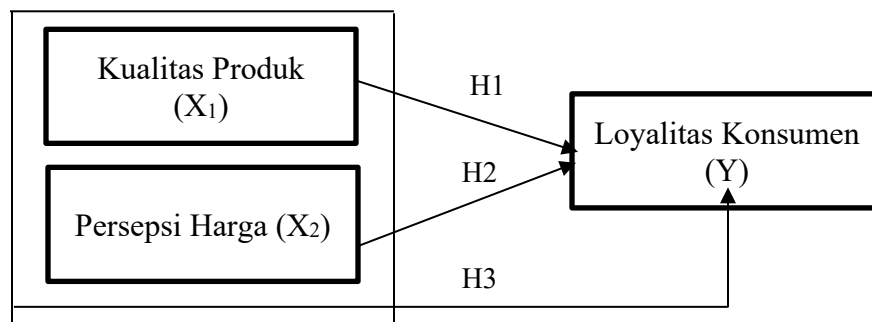 Kualitas Produk
(X₁)
H1
Loyalitas Konsumen
(Y)
H2
Persepsi Harga (X₂)
H3